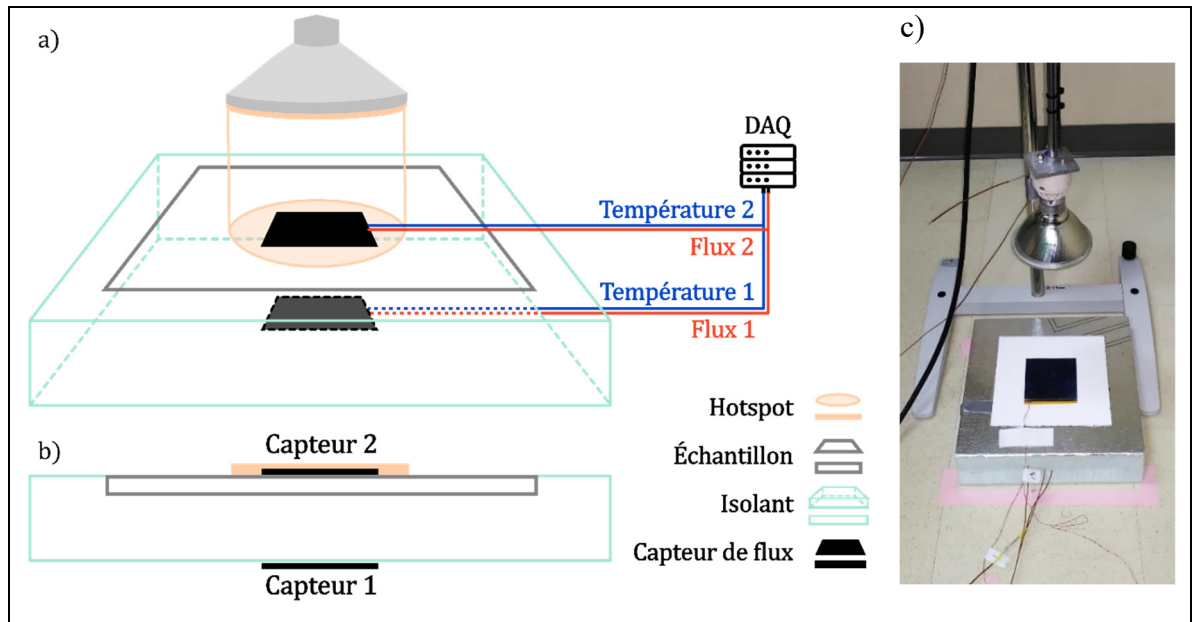 a)
c)
DAQ
Température 2
Flux 2
Température 1
Flux 1
Hotspot
b)
Capteur 2
Échantillon
Isolant
Capteur de flux
Capteur 1